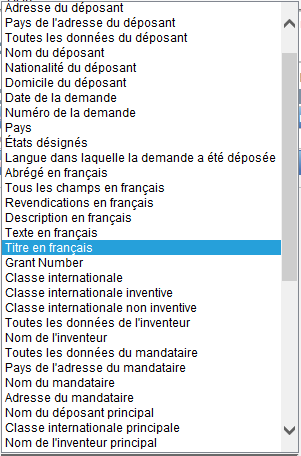 Adresse du déposant
Pays de l'adresse du déposant
Toutes les données du déposant
Nom du déposant
Nationalité du déposant
Domicile du déposant
Date de la demande
Numéro de la demande
Pays
États désignés
Langue dans laquelle la demande a été déposée
Abrégé en français
Tous les champs en français
Revendications en français
Description en français
Texte en français
Titre en français
Grant Number
Classe internationale
Classe internationale inventive
Classe internationale non inventive
Toutes les données de l'inventeur
Nom de l'inventeur
Toutes les données du mandataire
Pays de l'adresse du mandataire
Nom du mandataire
Adresse du mandataire
Nom du déposant principal
Classe internationale principale
Nom de l'inventeur principal